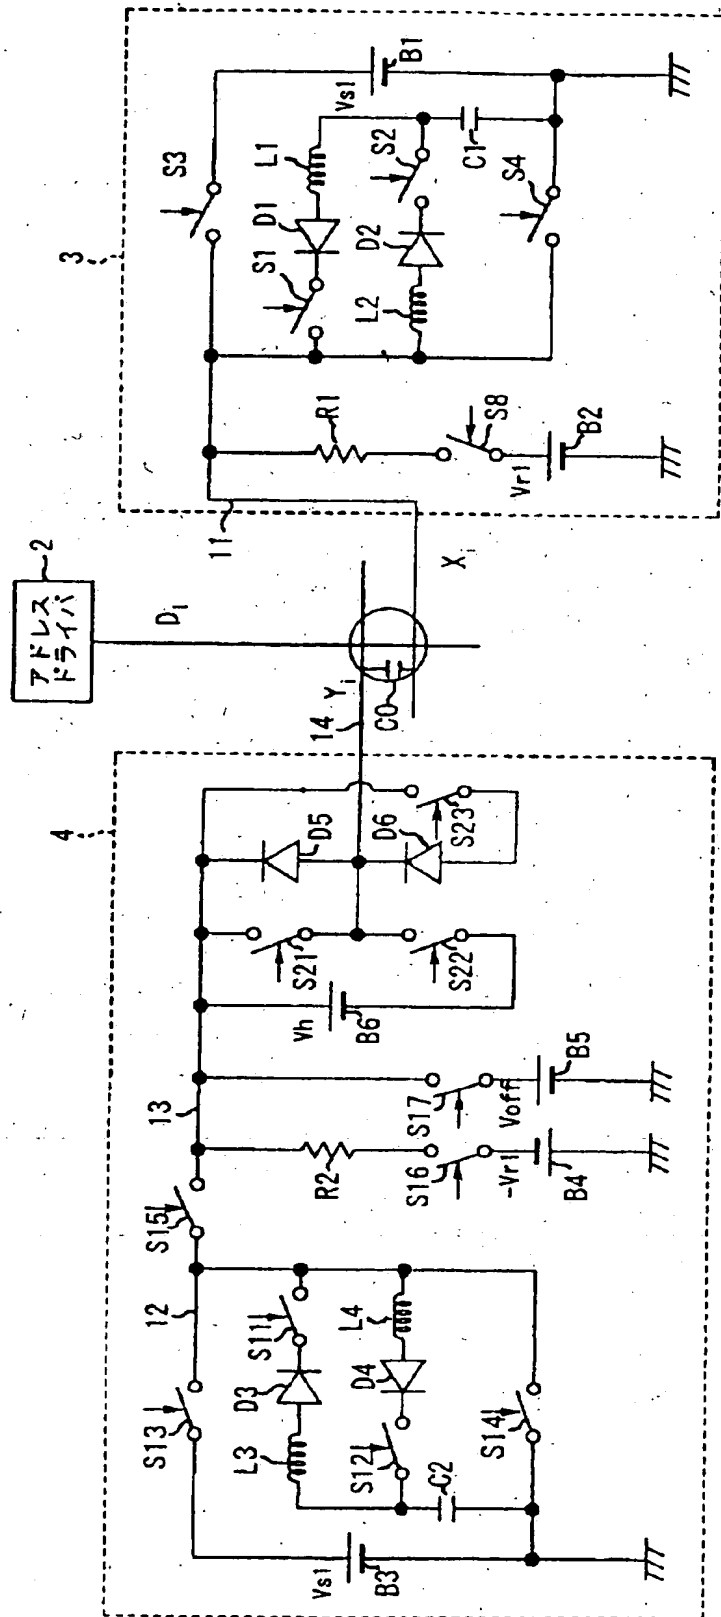 2
アドレス
ドライバ
Di
4
3
S15
13
12
S13
S11
D3
L3
L4
D4
S12
C2
S14
Vs1
B3
R2
S16
-Vr1
B4
S17
Voff
B5
Vh
B6
S21
S22
D5
D6
S23
14
Yi
C0
Xi
11
R1
S8
Vr1
B2
S3
S1
D1
L1
L2
D2
S2
C1
S4
Vs1
B1